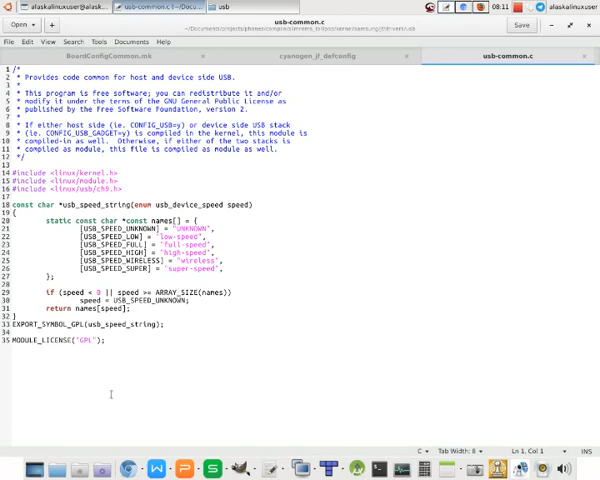 alaskalinuxuser@alask...
usb-common.c (~/Docu...
usb
08:11
alaskalinuxuser
Open
usb-common.c
Save
File Edit View Search Tools Documents Help
BoardConfigCommon.mk × cyanogen_jf_defconfig × usb-common.c ×
1 /*
2 * Provides code common for host and device side USB.
3 *
4 * This program is free software; you can redistribute it and/or
5 * modify it under the terms of the GNU General Public License as
6 * published by the Free Software Foundation, version 2.
7 *
8 * If either host side (ie. CONFIG_USB=y) or device side USB stack
9 * (ie. CONFIG_USB_GADGET=y) is compiled in the kernel, this module is
10 * compiled-in as well. Otherwise, if either of the two stacks is
11 * compiled as module, this file is compiled as module as well.
12 */
13
14 #include <linux/kernel.h>
15 #include <linux/module.h>
16 #include <linux/usb/ch9.h>
17
18 const char *usb_speed_string(enum usb_device_speed speed)
19 {
20 static const char *const names[] = {
21 [USB_SPEED_UNKNOWN] = "UNKNOWN",
22 [USB_SPEED_LOW] = "low-speed",
23 [USB_SPEED_FULL] = "full-speed",
24 [USB_SPEED_HIGH] = "high-speed",
25 [USB_SPEED_WIRELESS] = "wireless",
26 [USB_SPEED_SUPER] = "super-speed",
27 };
28
29 if (speed < 0 || speed >= ARRAY_SIZE(names))
30 speed = USB_SPEED_UNKNOWN;
31 return names[speed];
32 }
33 EXPORT_SYMBOL_GPL(usb_speed_string);
34
35 MODULE_LICENSE("GPL");
C Tab Width: 8 Ln 1, Col 1 INS